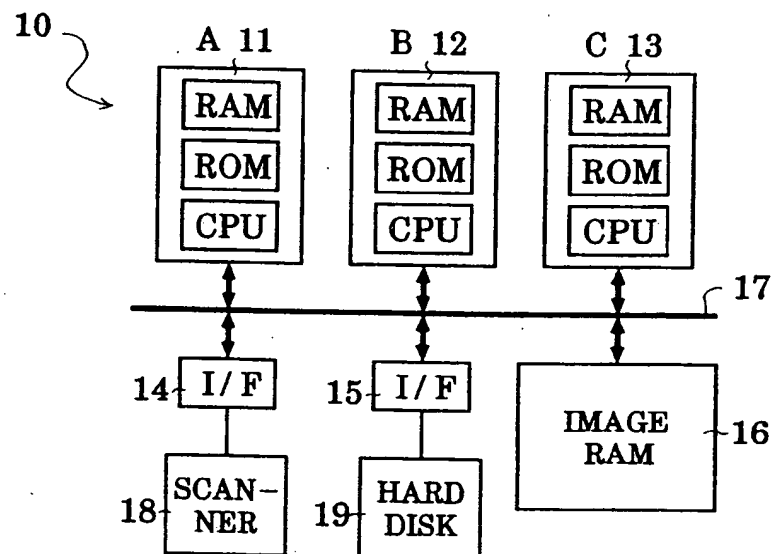 10
A 11
B 12
C 13
RAM
ROM
CPU
RAM
ROM
CPU
RAM
ROM
CPU
17
14
I/F
15
I/F
IMAGE
RAM
16
18
SCAN-
NER
19
HARD
DISK